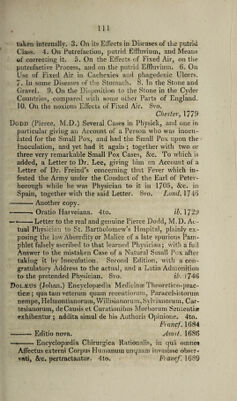 111
taken internally. 3. On its Effects in Diseases of the putrid
Class. 4. On Putrefaction, putrid Effluvium, and Means
of correcting it. 5. On the Effects of Fixed Air, on the
putrefactive Process, and on the putrid Effluvium. 6. On
Use of Fixed Air in Cachexies and phagedenic Ulcers.
7. In some Diseases of the Stomach. 8. In the Stone and
Gravel. 9. On the Disposition to the Stone in the Cyder
Countries, compared with some other Parts of England.
10. On the noxious Effects of Fixed Air. 8vo.
Chester, 1779
DODD (Pierce, M.D.) Several Cases in Physick, and one in
particular giving an Account of a Person who was inocu-
lated for the Small Pox, and had the Small Pox upon the
Inoculation, and yet had it again; together with two or
three very remarkable Small Pox Cases, &c. To which is
added, a Letter to Dr. Lee, giving him an Account of a
Letter of Dr. Freind's concerning that Fever which in-
fested the Army under the Conduct of the Earl of Peter-
borough while he was Physician to it in 1705, &c. in
Spain, together with the said Letter. 8vo. Lond. 1746
——— Another copy.
——— Oratio Harveiana. 4to. ib. 1729
——— Letter to the real and genuine Pierce Dodd, M.D. Ac-
tual Physician to St. Bartholomew's Hospital, plainly ex-
posing the low Absurdity or Malice of a late spurious Pam-
phlet falsely ascribed to that learned Physician; with a full
Answer to the mistaken Case of a Natural Small Pox after
taking it by Inoculation. Second Edition, with a con-
gratulatory Address to the actual, and a Latin Admonition
to the pretended Physician. 8vo. ib. 1746
DOLÆUS (Johan.) Encyclopædia Medicinæ Theoretico-prac-
ticæ; qua tam veterum quam recentiorum, Paracelsistorum
nempe, Helmontianorum, Willisianorum, Sylvianorum, Car-
tesianorum, de Causis et Curationibus Morborum Sententiæ
exhibentur; addita simul de his Authoris Opinione. 4to.
Francf. 1684
——— Editio nova. Amst. 1686
——— Encyclopædia Chirurgica Rationalis, in quâ omnes
Affectus externi Corpus Humanum unquam invasisse obser-
vati, &c. pertractantur. 4to. Francf. 1689